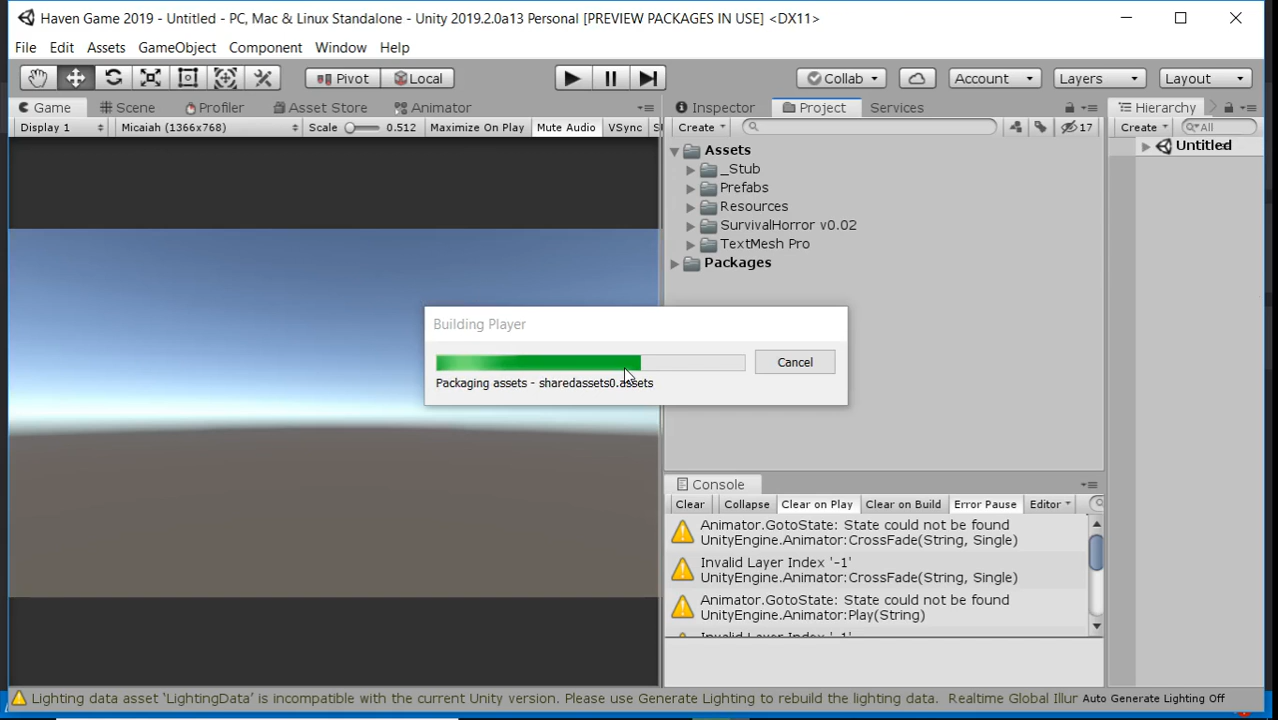 Haven Game 2019 - Untitled - PC, Mac & Linux Standalone - Unity 2019.2.0a13 Personal [PREVIEW PACKAGES IN USE] <DX11>
File Edit Assets GameObject Component Window Help
Pivot Local Collab Account Layers Layout
Game Scene Profiler Asset Store Animator
Display 1 Micaiah (1366x768) Scale 0.512 Maximize On Play Mute Audio VSync
Inspector Project Services
Create 17
Assets
_Stub
Prefabs
Resources
SurvivalHorror v0.02
TextMesh Pro
Packages
Hierarchy
Create All
Untitled
Building Player
Cancel
Packaging assets - sharedassets0.assets
Console
Clear Collapse Clear on Play Clear on Build Error Pause Editor
Animator.GotoState: State could not be found
UnityEngine.Animator:CrossFade(String, Single)
Invalid Layer Index '-1'
UnityEngine.Animator:CrossFade(String, Single)
Animator.GotoState: State could not be found
UnityEngine.Animator:Play(String)
Invalid Layer Index '-1'
Lighting data asset 'LightingData' is incompatible with the current Unity version. Please use Generate Lighting to rebuild the lighting data. Realtime Global Illur Auto Generate Lighting Off